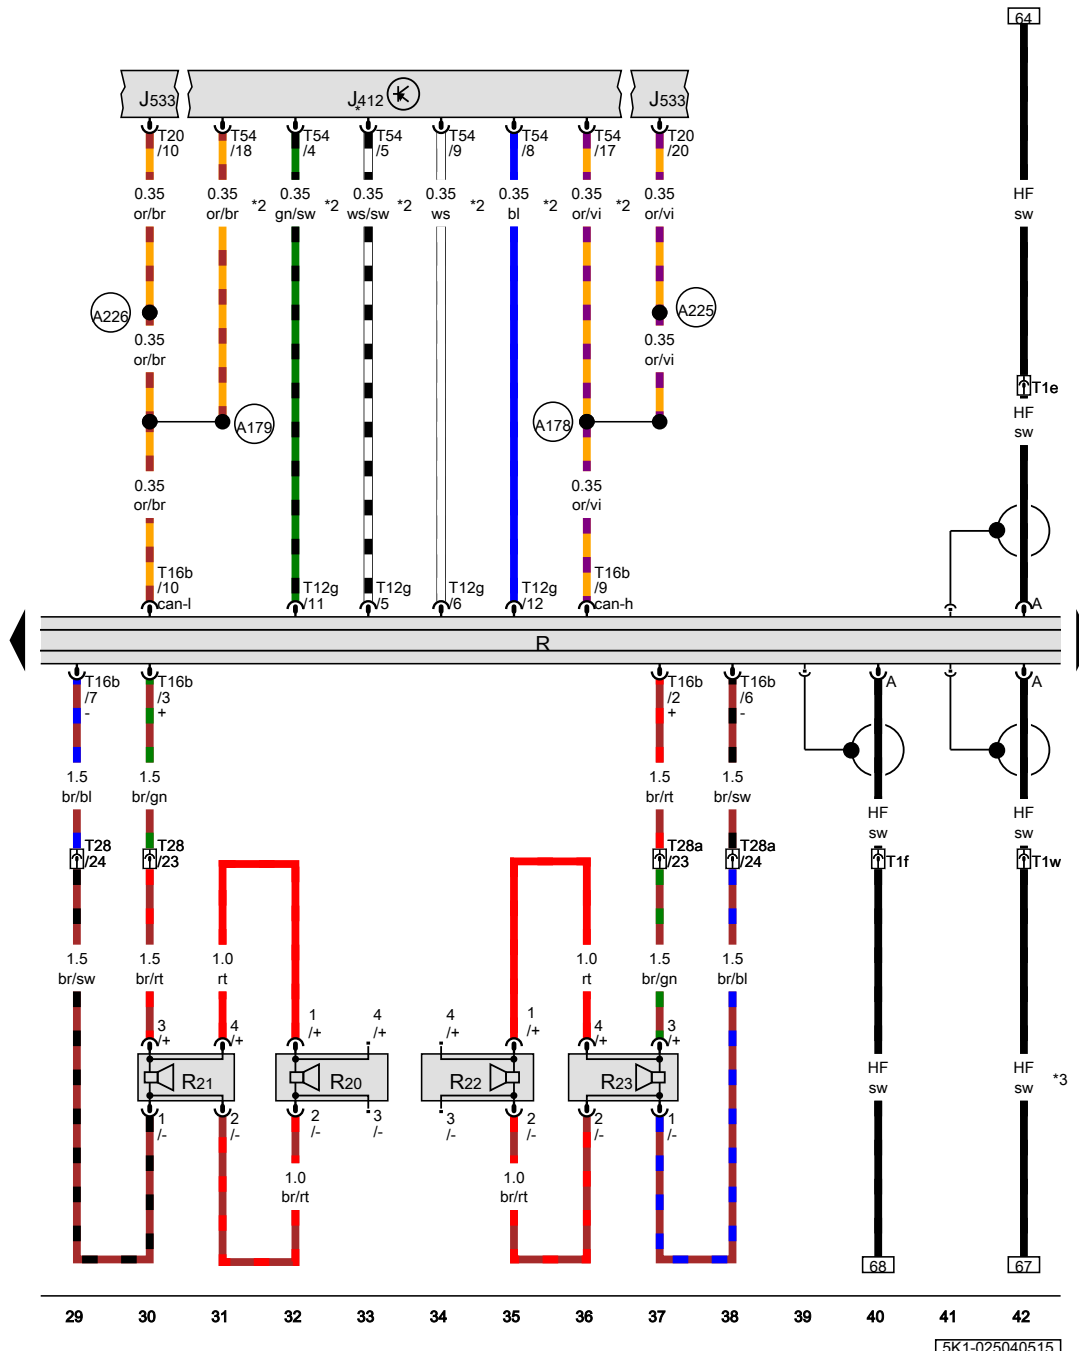 64
J533 J412 J533
*
T20 T54 T54 T54 T54 T54 T54 T20
/10 /18 /4 /5 /9 /8 /17 /20
0.35 0.35 0.35 0.35 0.35 0.35 0.35 0.35 HF
or/br or/br *2 gn/sw *2 ws/sw *2 ws *2 bl *2 or/vi *2 or/vi sw
A226 A225
0.35 0.35
or/br or/vi
T1e
A179 A178 HF
sw
0.35 0.35
or/br or/vi
T16b T16b
/10 T12g T12g T12g T12g /9
can-l /11 /5 /6 /12 can-h A
R
T16b T16b T16b T16b A A
/7 /3 /2 /6
- + + -
1.5 1.5 1.5 1.5
br/bl br/gn br/rt br/sw
HF HF
sw sw
T28 T28 T28a T28a
/24 /23 /23 /24 T1f T1w
1.5 1.5 1.0 1.0 1.5 1.5
br/sw br/rt rt rt br/gn br/bl
3 4 1 4 4 1 4 3
/+ /+ /+ /+ /+ /+ /+ /+
R21 R20 R22 R23
HF HF
sw sw *3
1 2 2 3 3 2 2 1
/- /- /- /- /- /- /- /-
1.0 1.0
br/rt br/rt
68 67
29 30 31 32 33 34 35 36 37 38 39 40 41 42
5K1-025040515